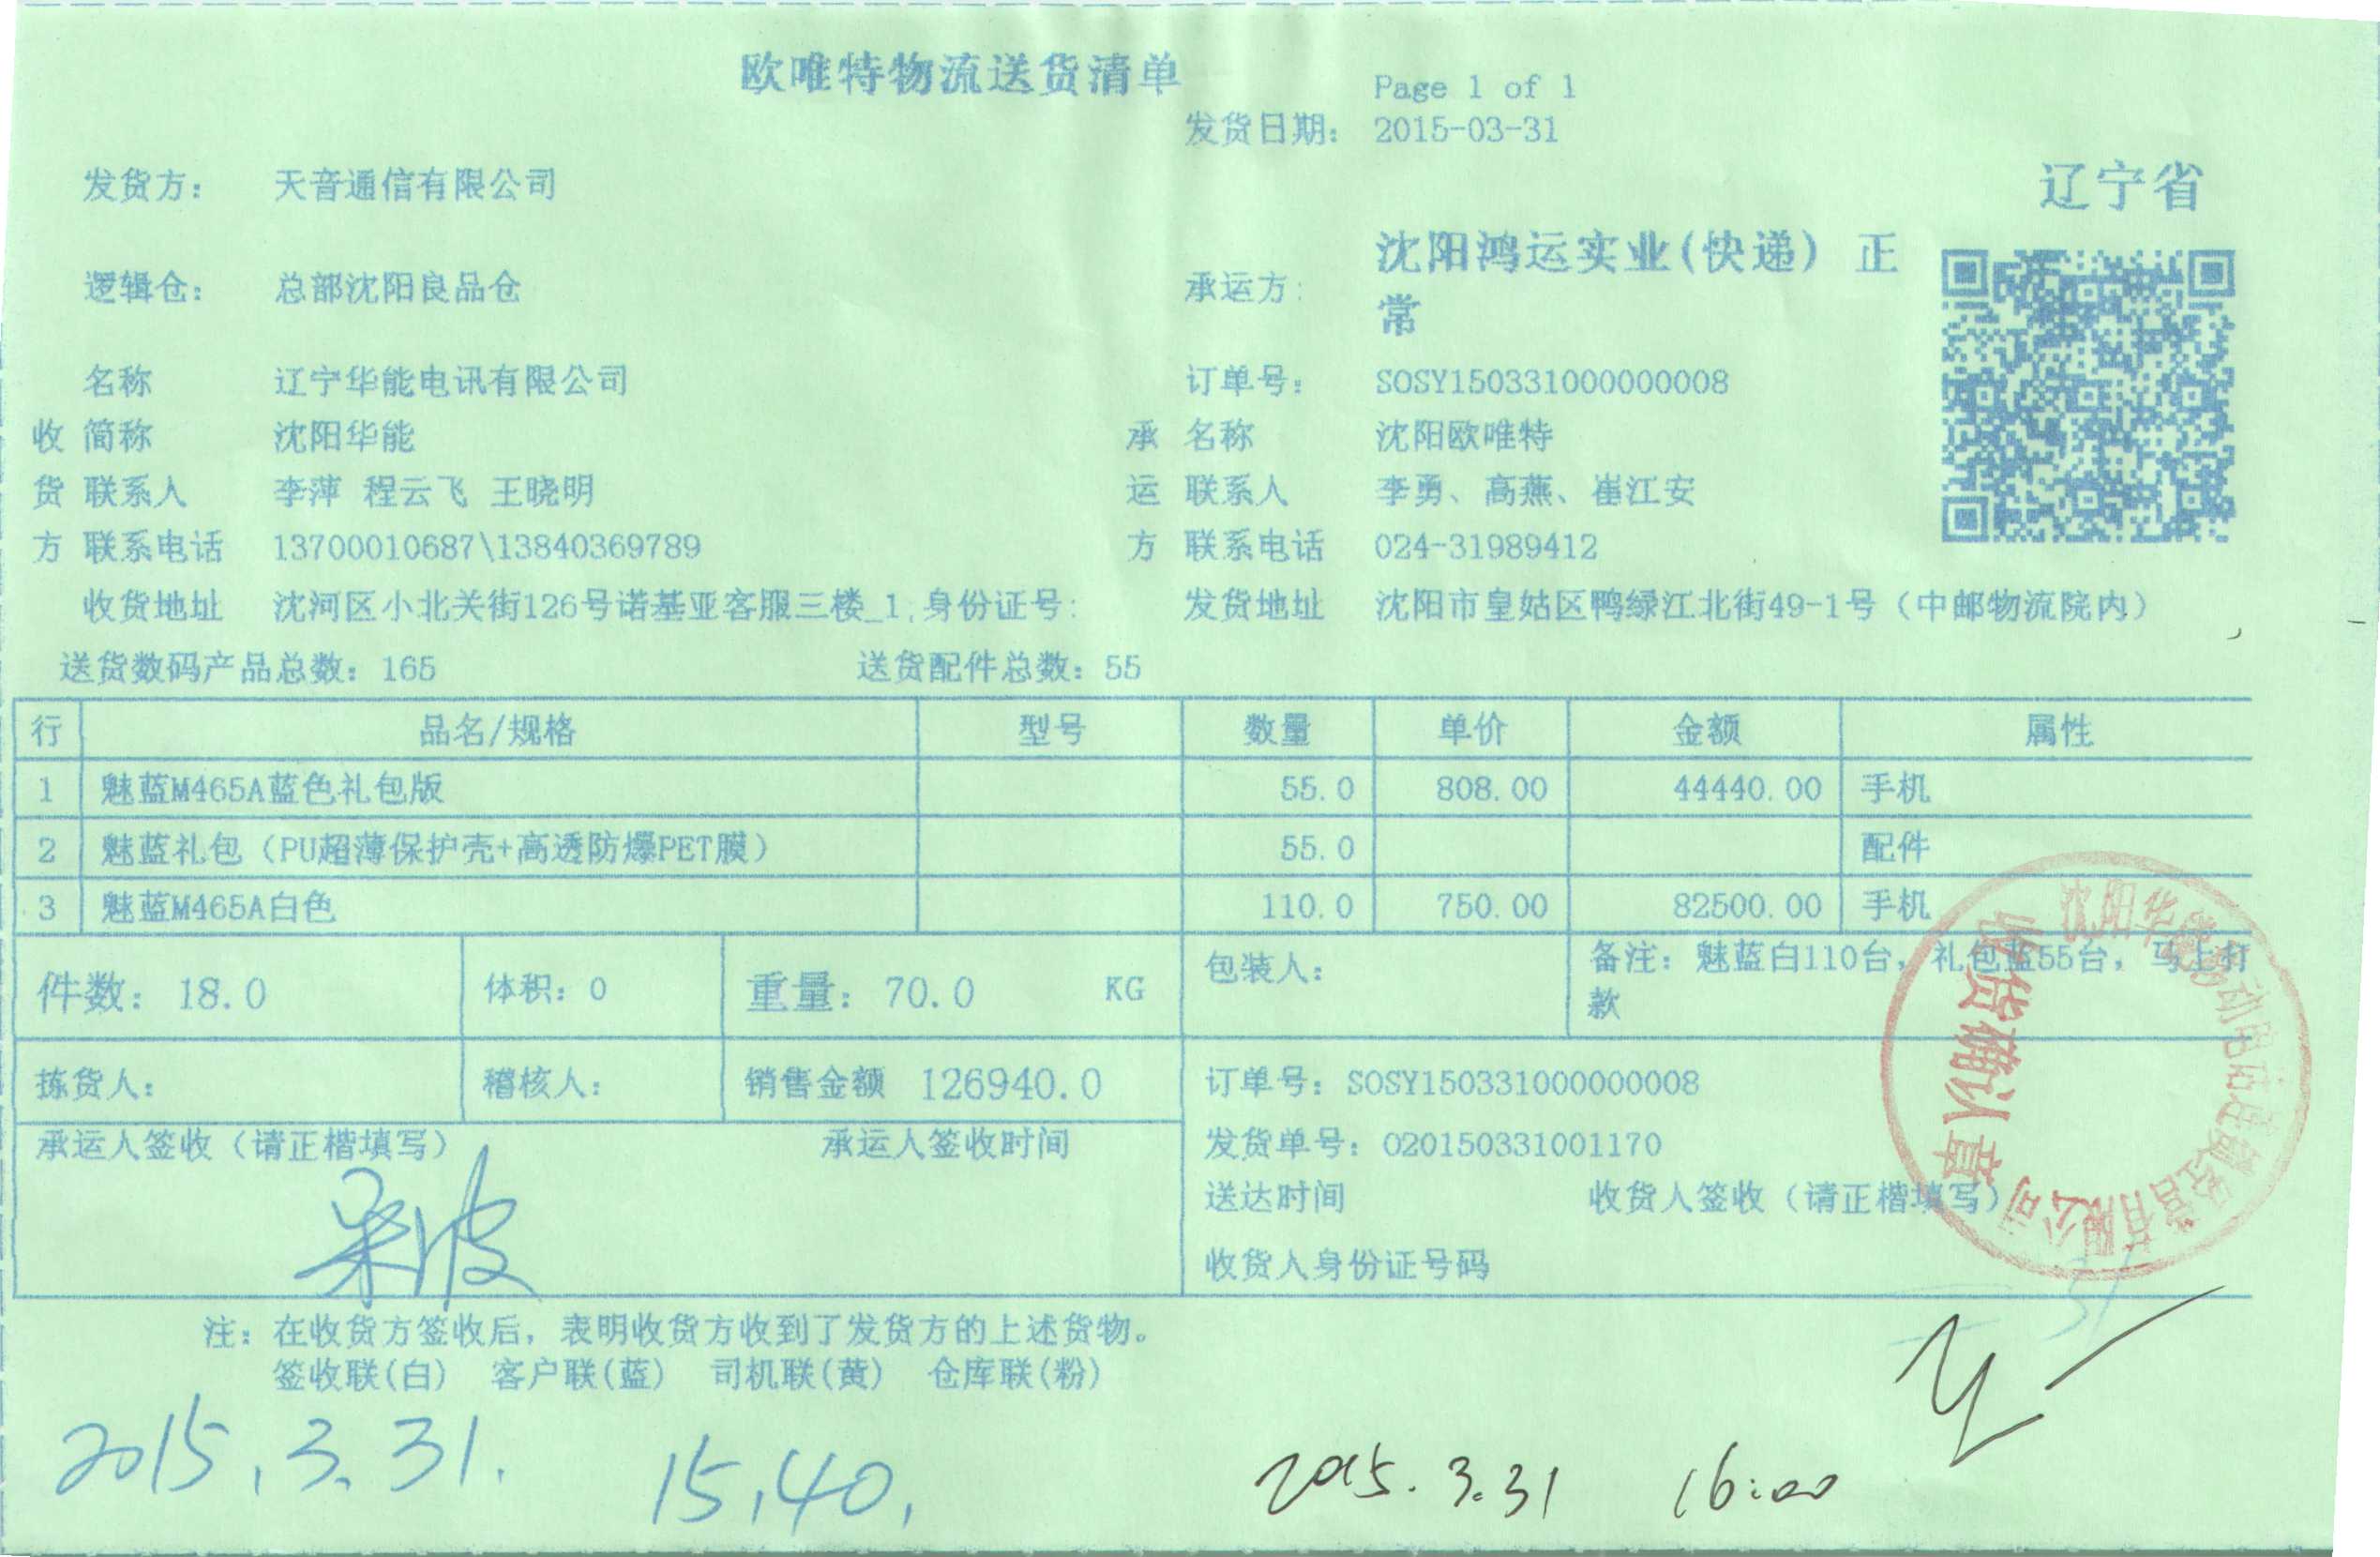 欧唯特物流送货清单
Page 1 of 1
发货日期： 2015-03-31
发货方： 天音通信有限公司
辽宁省
逻辑仓： 总部沈阳良品仓 承运方： 沈阳鸿运实业(快递) 正
常
名称 辽宁华能电讯有限公司 订单号： SOSY150331000000008
收 简称 沈阳华能 承 名称 沈阳欧唯特
货 联系人 李萍 程云飞 王晓明 运 联系人 李勇、高燕、崔江安
方 联系电话 13700010687\13840369789 方 联系电话 024-31989412
收货地址 沈河区小北关街126号诺基亚客服三楼_1,身份证号: 发货地址 沈阳市皇姑区鸭绿江北街49-1号（中邮物流院内）
送货数码产品总数：165 送货配件总数：55
行 品名/规格 型号 数量 单价 金额 属性
1 魅蓝M465A蓝色礼包版 55.0 808.00 44440.00 手机
2 魅蓝礼包（PU超薄保护壳+高透防爆PET膜） 55.0 配件
3 魅蓝M465A白色 110.0 750.00 82500.00 手机
件数：18.0 体积：0 重量：70.0 KG 包装人： 备注：魅蓝白110台，礼包蓝55台，马上打
款
拣货人： 稽核人： 销售金额 126940.0 订单号：SOSY150331000000008
承运人签收（请正楷填写） 承运人签收时间 发货单号：O20150331001170
送达时间 收货人签收（请正楷填写）
收货人身份证号码
收货确认章
注：在收货方签收后，表明收货方收到了发货方的上述货物。
签收联(白) 客户联(蓝) 司机联(黄) 仓库联(粉)
2015.3.31. 15,40, 2015.3.31 16:00